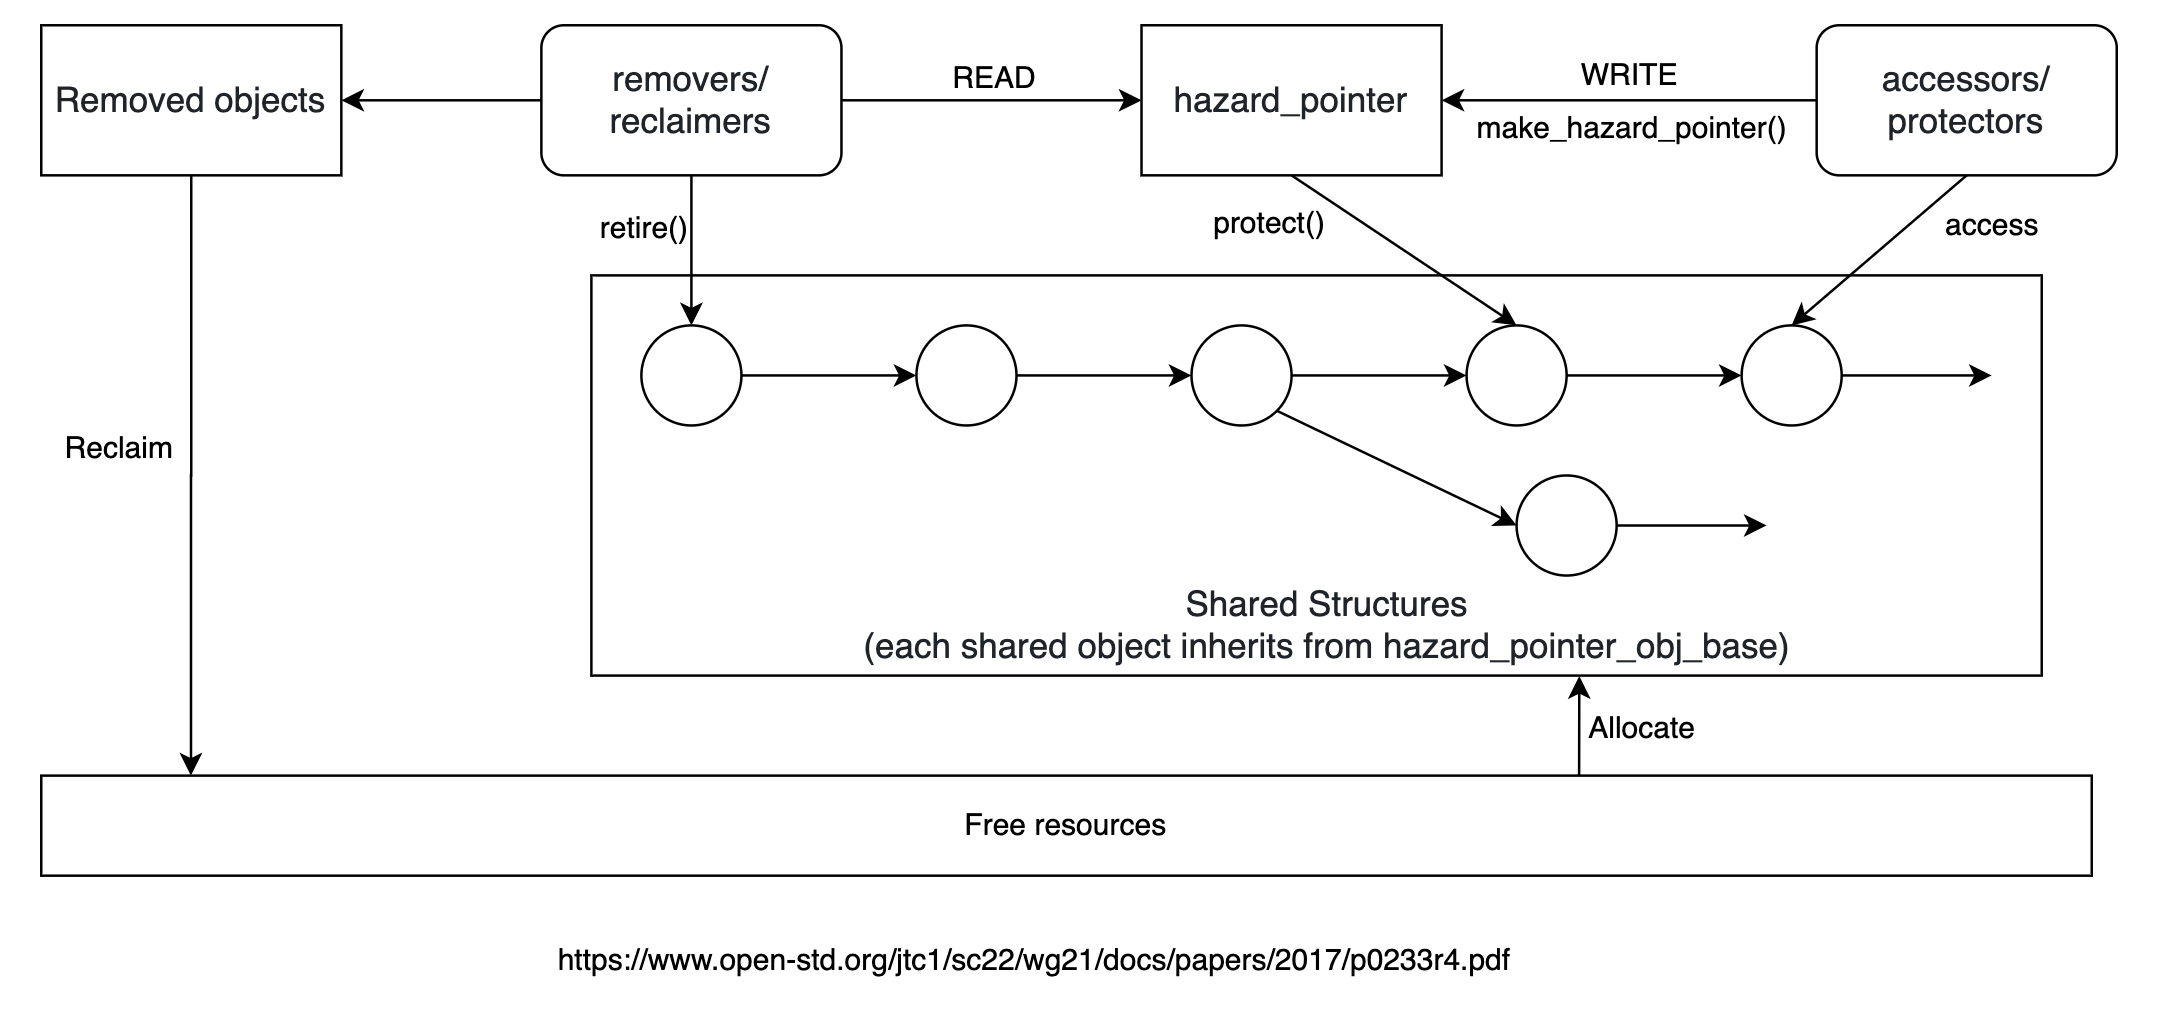 Removed objects
removers/
reclaimers
READ
hazard_pointer
WRITE
make_hazard_pointer()
accessors/
protectors
retire()
protect()
access
Reclaim
Shared Structures
(each shared object inherits from hazard_pointer_obj_base)
Allocate
Free resources
https://www.open-std.org/jtc1/sc22/wg21/docs/papers/2017/p0233r4.pdf